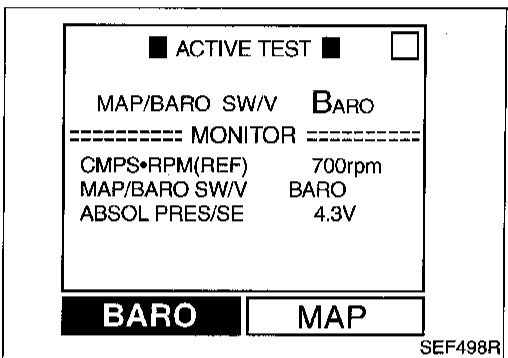 ■ ACTIVE TEST ■ □
MAP/BARO SW/V BARO
========= MONITOR =========
CMPS•RPM(REF) 700rpm
MAP/BARO SW/V BARO
ABSOL PRES/SE 4.3V
BARO MAP
SEF498R